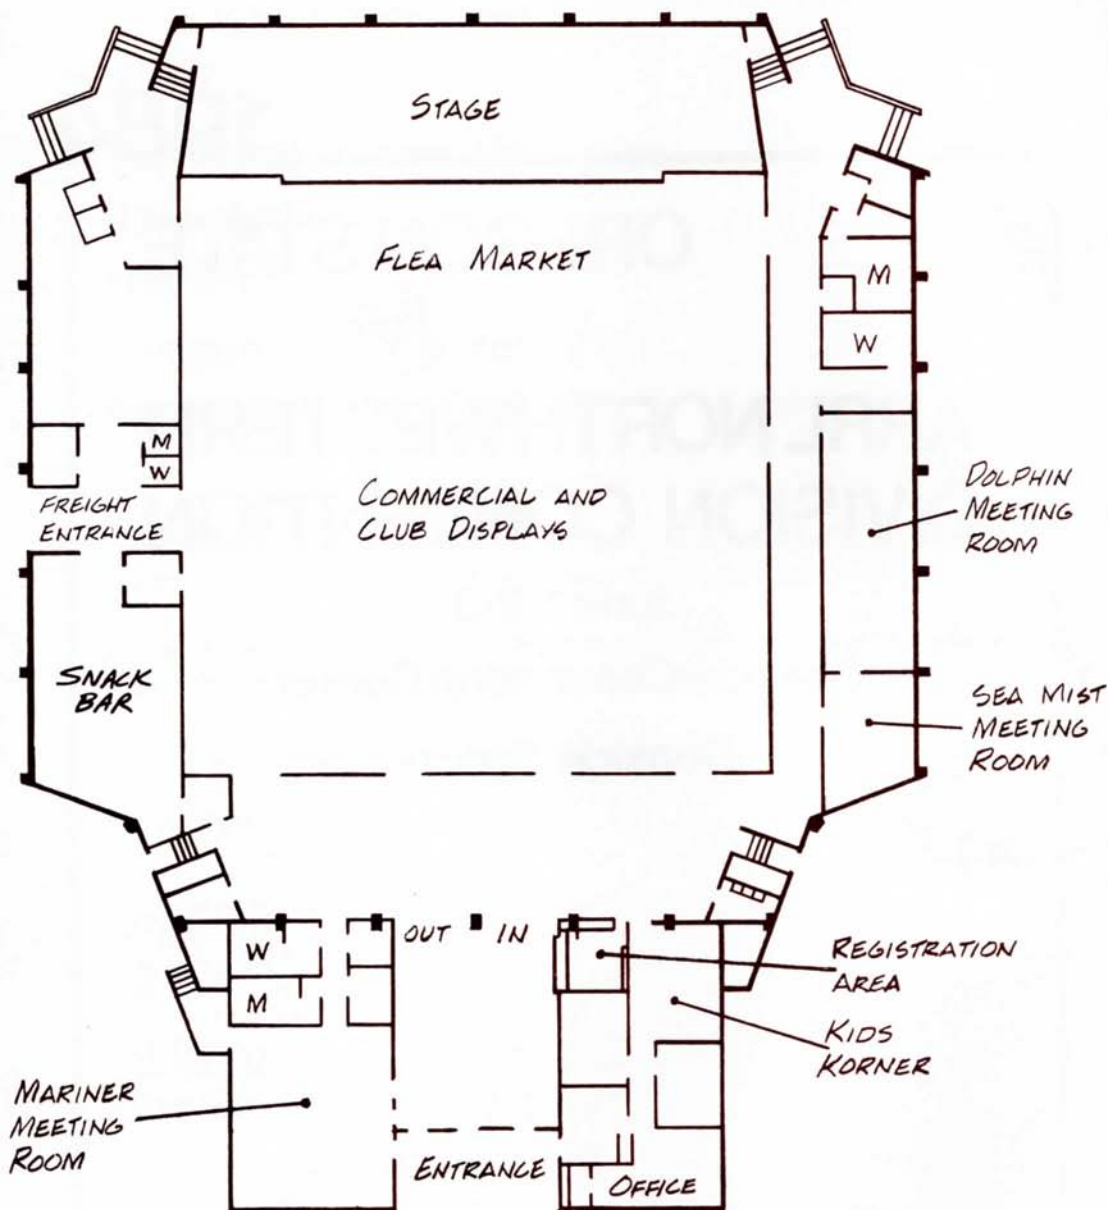 STAGE
FLEA MARKET
M
W
M
W
FREIGHT
ENTRANCE
COMMERCIAL AND
CLUB DISPLAYS
DOLPHIN
MEETING
ROOM
SNACK
BAR
SEA MIST
MEETING
ROOM
OUT IN
W
M
REGISTRATION
AREA
KIDS
KORNER
MARINER
MEETING
ROOM
ENTRANCE
OFFICE